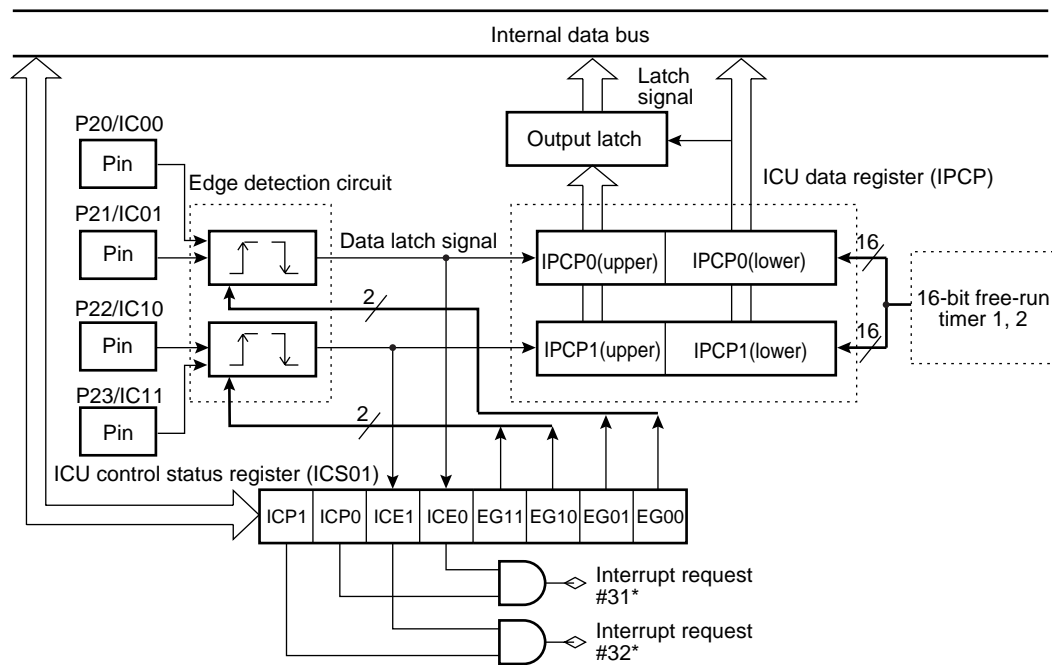 Internal data bus
Latch
signal
P20/IC00
Pin
Output latch
Edge detection circuit
ICU data register (IPCP)
P21/IC01
Pin
Data latch signal
IPCP0(upper)
IPCP0(lower)
16
16-bit free-run
timer 1, 2
P22/IC10
Pin
2
IPCP1(upper)
IPCP1(lower)
16
P23/IC11
Pin
2
ICU control status register (ICS01)
ICP1 ICP0 ICE1 ICE0 EG11 EG10 EG01 EG00
Interrupt request
#31*
Interrupt request
#32*